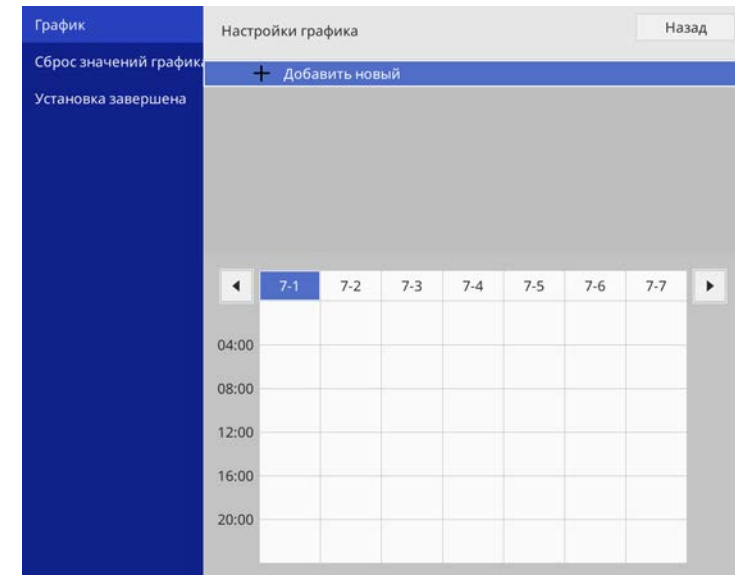 График
Настройки графика
Назад
Сброс значений графика
Добавить новый
Установка завершена
7-1 7-2 7-3 7-4 7-5 7-6 7-7
04:00
08:00
12:00
16:00
20:00